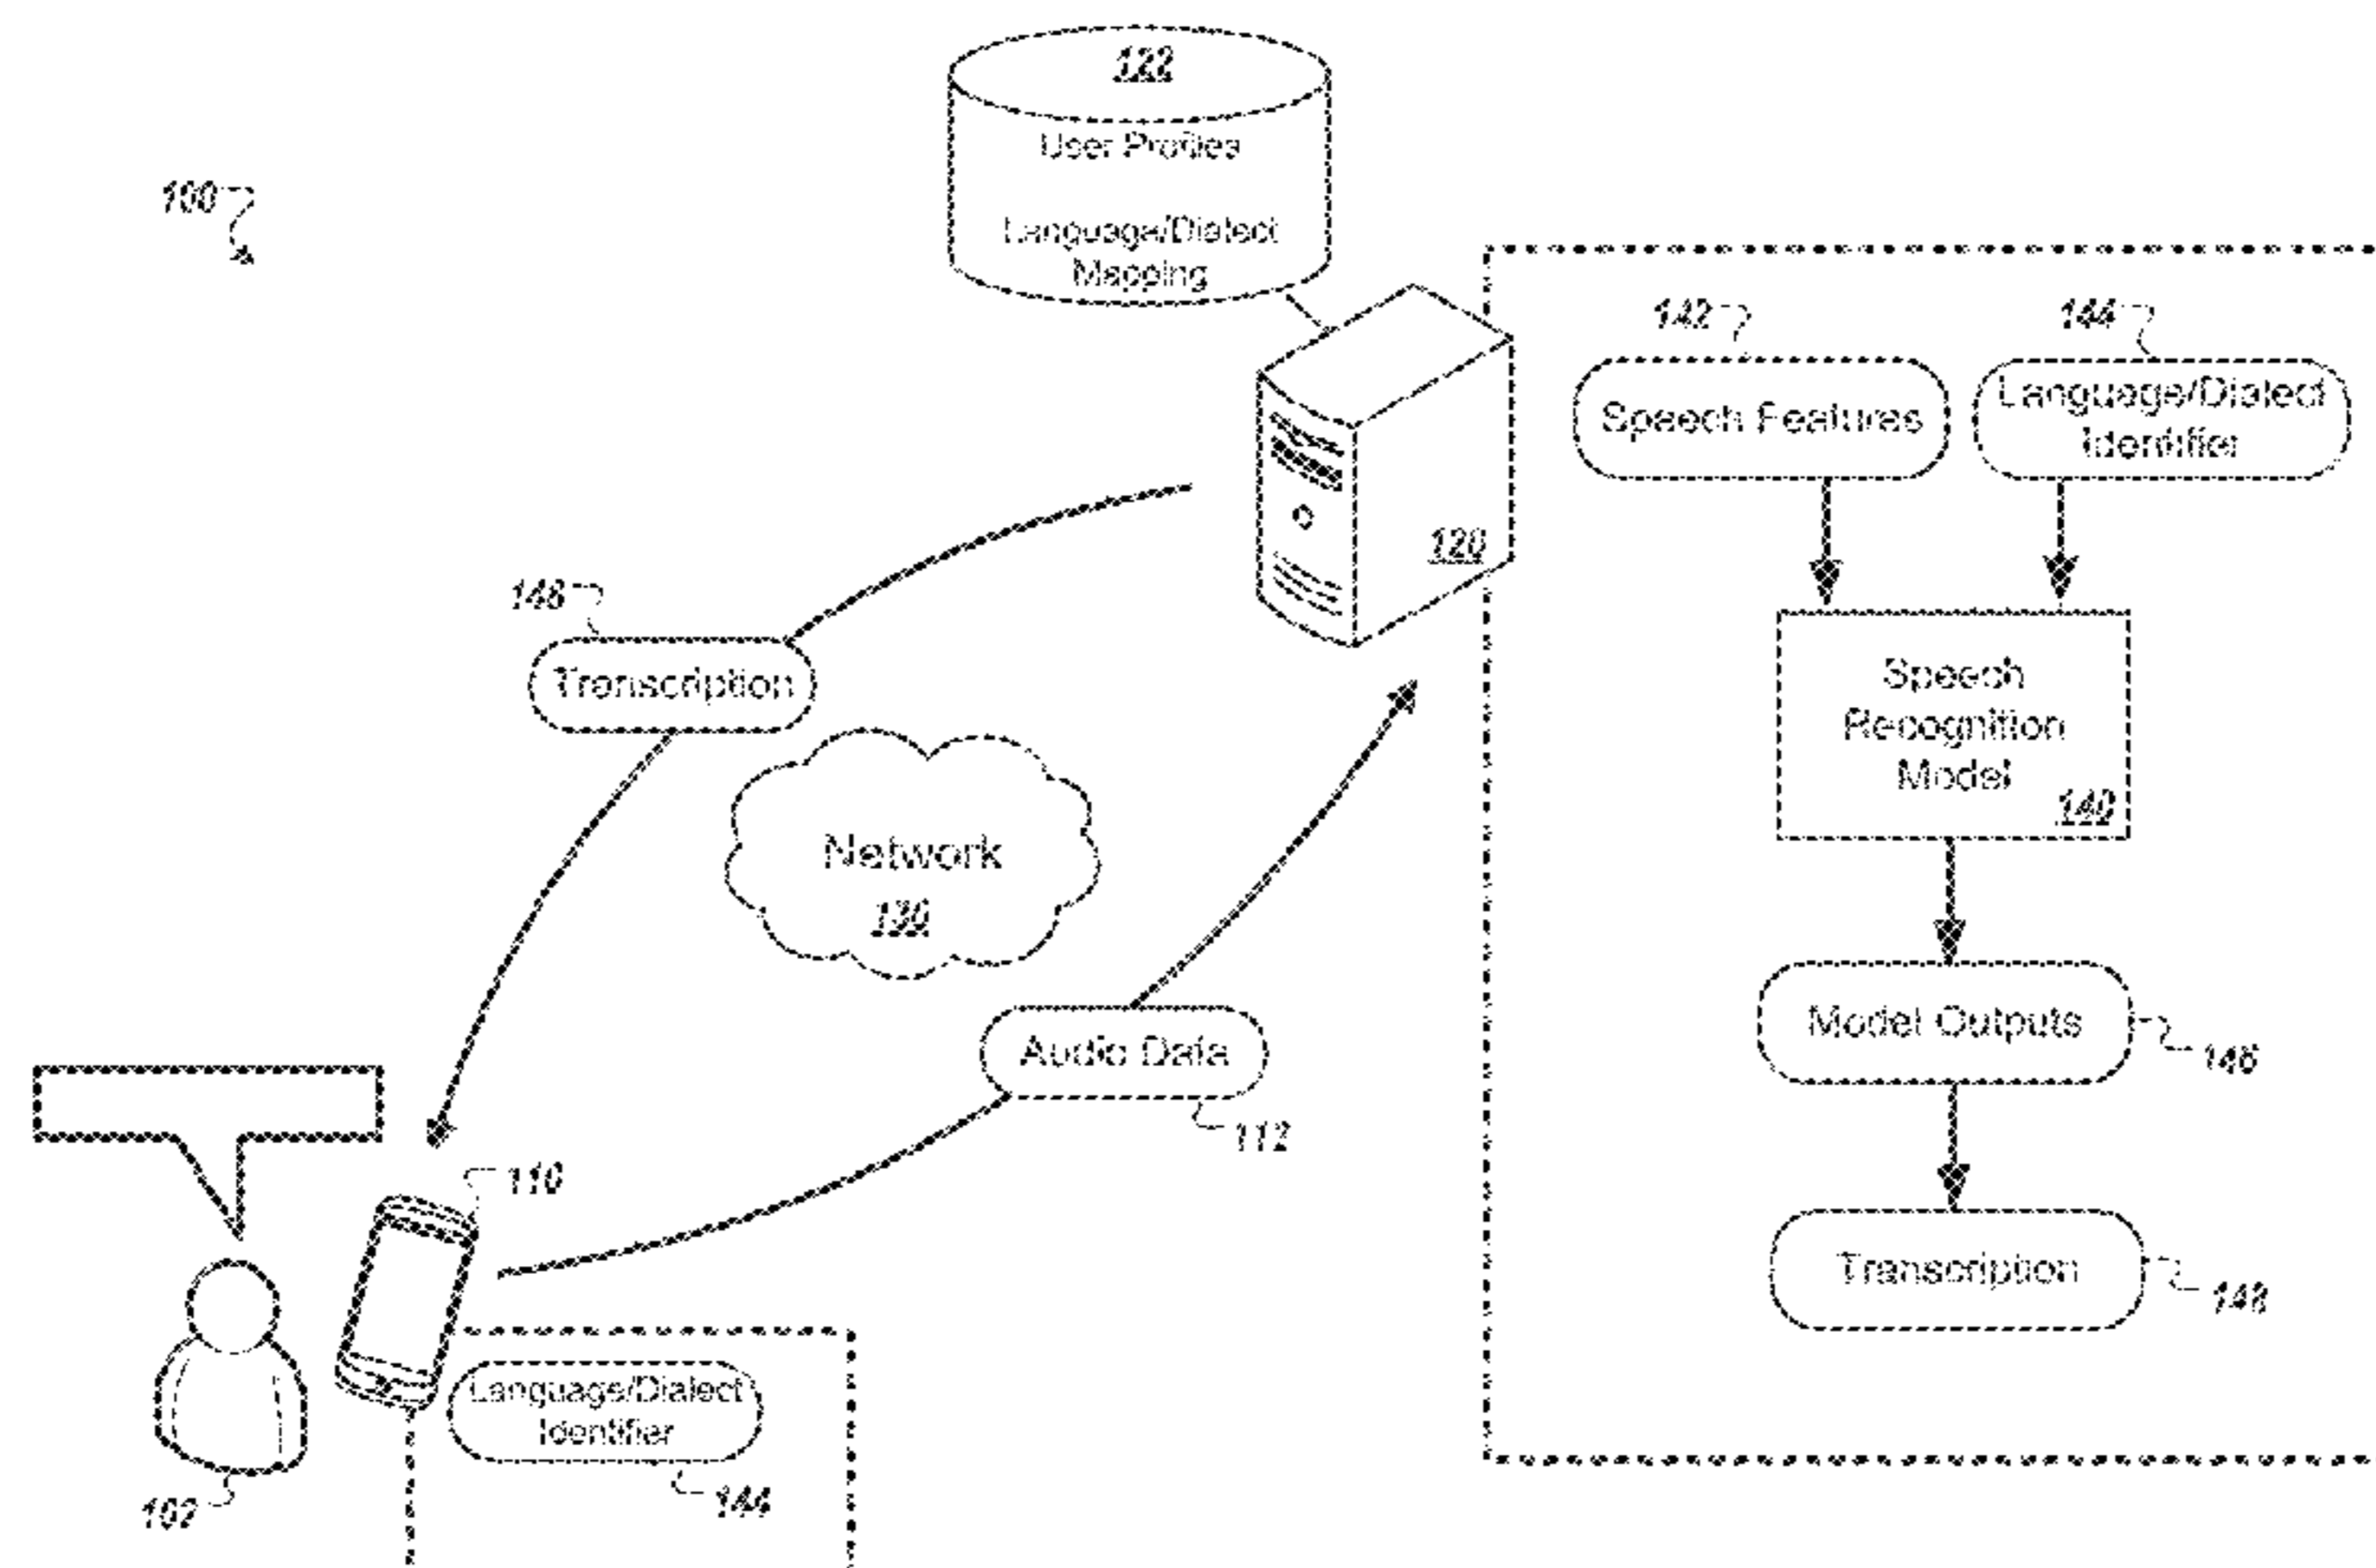 100
122
User Profiles
Language/Dialect
Mapping
120
142
Speech Features
144
Language/Dialect
Identifier
Speech
Recognition
Model
140
Model Outputs
146
Transcription
148
148
Transcription
Network
130
Audio Data
112
110
102
Language/Dialect
Identifier
144